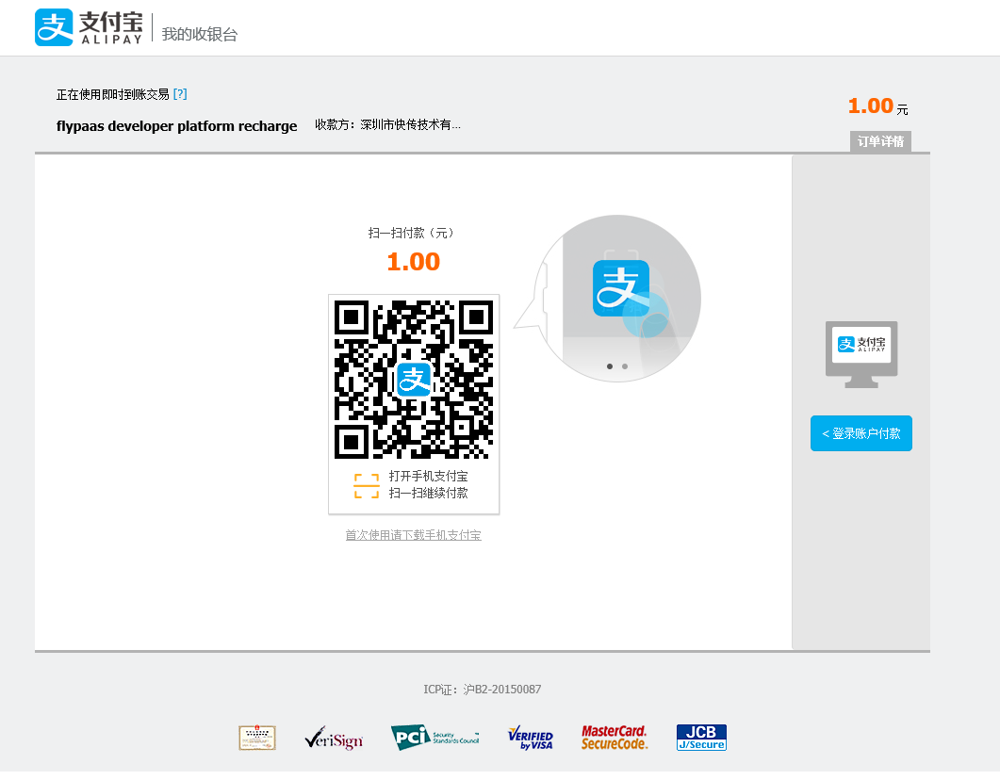 支付宝
ALIPAY
我的收银台
正在使用即时到账交易 [?]
flypaas developer platform recharge
收款方：深圳市快传技术有...
1.00 元
订单详情
扫一扫付款（元）
1.00
支
打开手机支付宝
扫一扫继续付款
首次使用请下载手机支付宝
支
支付宝
ALIPAY
< 登录账户付款
ICP证：沪B2-20150087
VeriSign
PCI Security
Standards Council
VERIFIED
by VISA
MasterCard.
SecureCode.
JCB
J/Secure